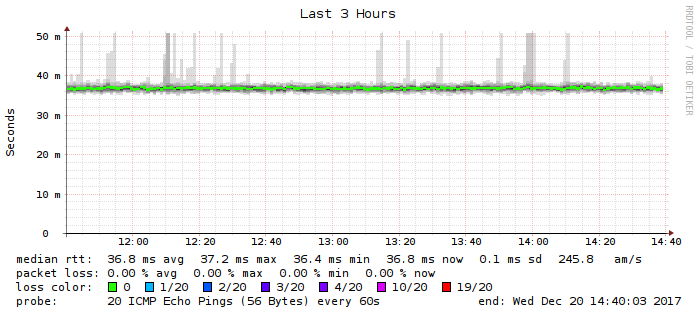 Last 3 Hours
RRDTOOL / TOBI OETIKER
Seconds
50 m
40 m
30 m
20 m
10 m
0
12:00 12:20 12:40 13:00 13:20 13:40 14:00 14:20 14:40
median rtt: 36.8 ms avg 37.2 ms max 36.4 ms min 36.8 ms now 0.1 ms sd 245.8 am/s
packet loss: 0.00 % avg 0.00 % max 0.00 % min 0.00 % now
loss color: 0 1/20 2/20 3/20 4/20 10/20 19/20
probe: 20 ICMP Echo Pings (56 Bytes) every 60s end: Wed Dec 20 14:40:03 2017